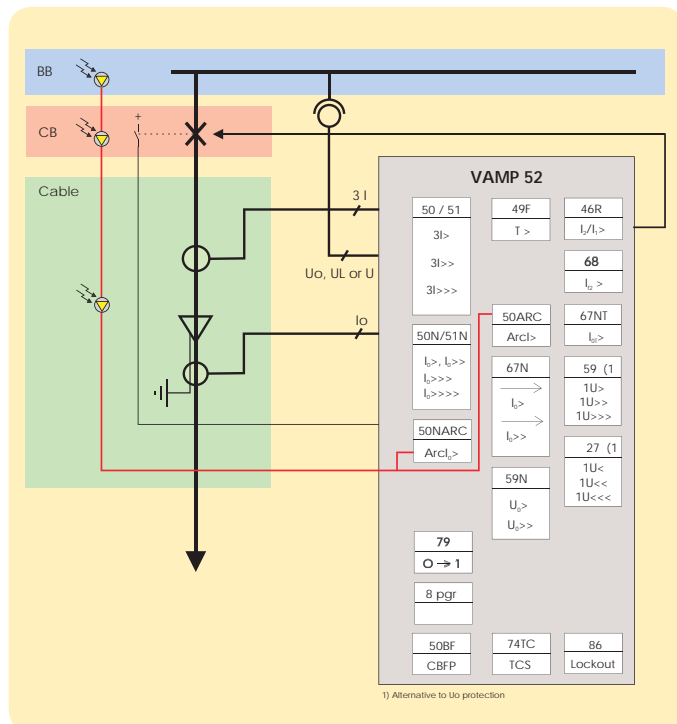 BB
CB
+
Cable
3 I
Uo, UL or U
Io
VAMP 52
50 / 51
3I>
3I>>
3I>>>
49F
T >
46R
I₂/I₁>
68
I_f2 >
50N/51N
I₀>, I₀>>
I₀>>>
I₀>>>>
50ARC
ArcI>
67NT
I₀ₜ>
67N
I₀>
I₀>>
59 (1
1U>
1U>>
1U>>>
50NARC
ArcI₀>
27 (1
1U<
1U<<
1U<<<
59N
U₀>
U₀>>
79
O → 1
8 pgr
50BF
CBFP
74TC
TCS
86
Lockout
1) Alternative to Uo protection